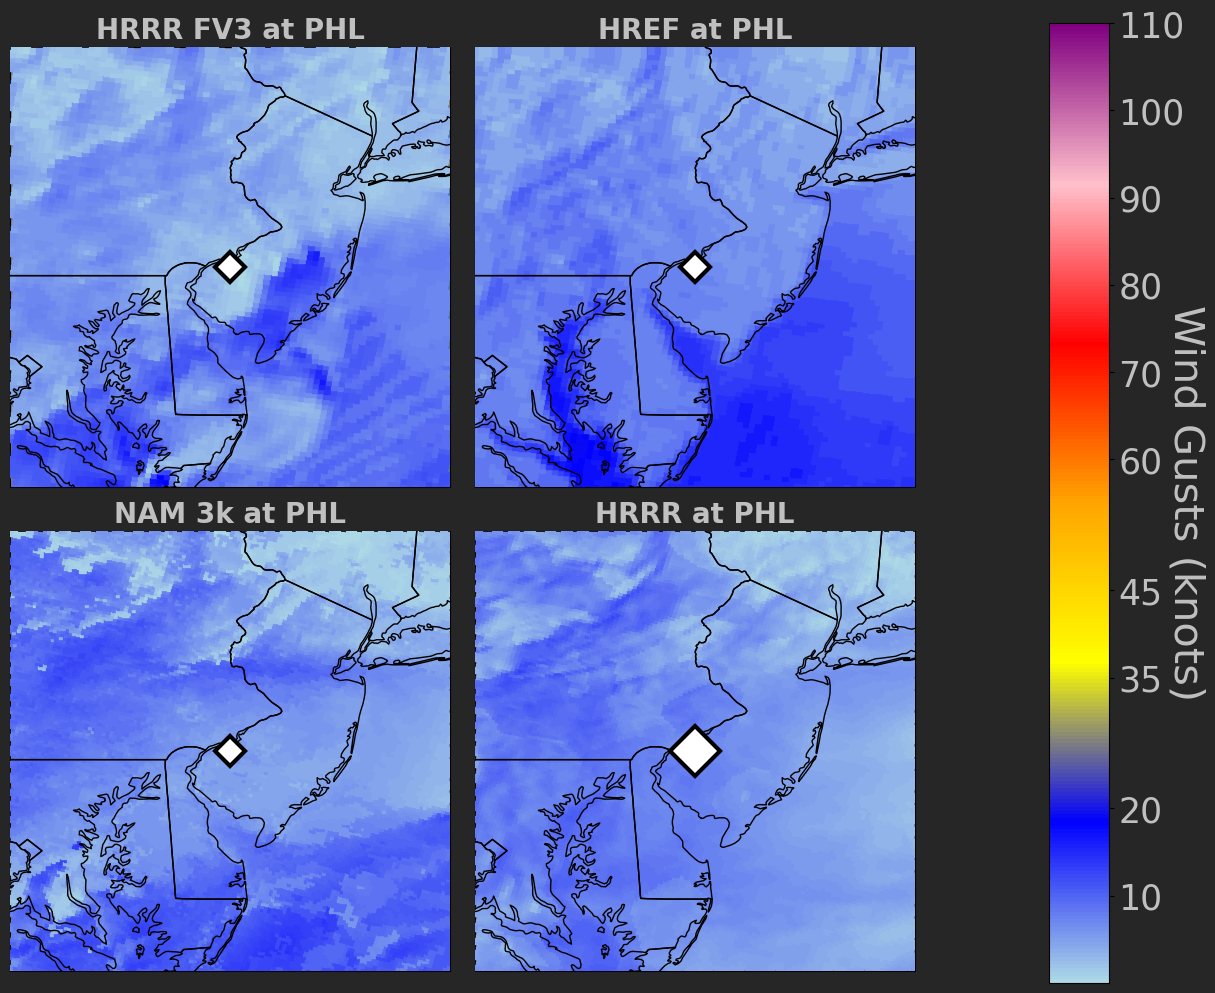 HRRR FV3 at PHL
HREF at PHL
NAM 3k at PHL
HRRR at PHL
110
100
90
80
70
60
45
35
20
10
Wind Gusts (knots)